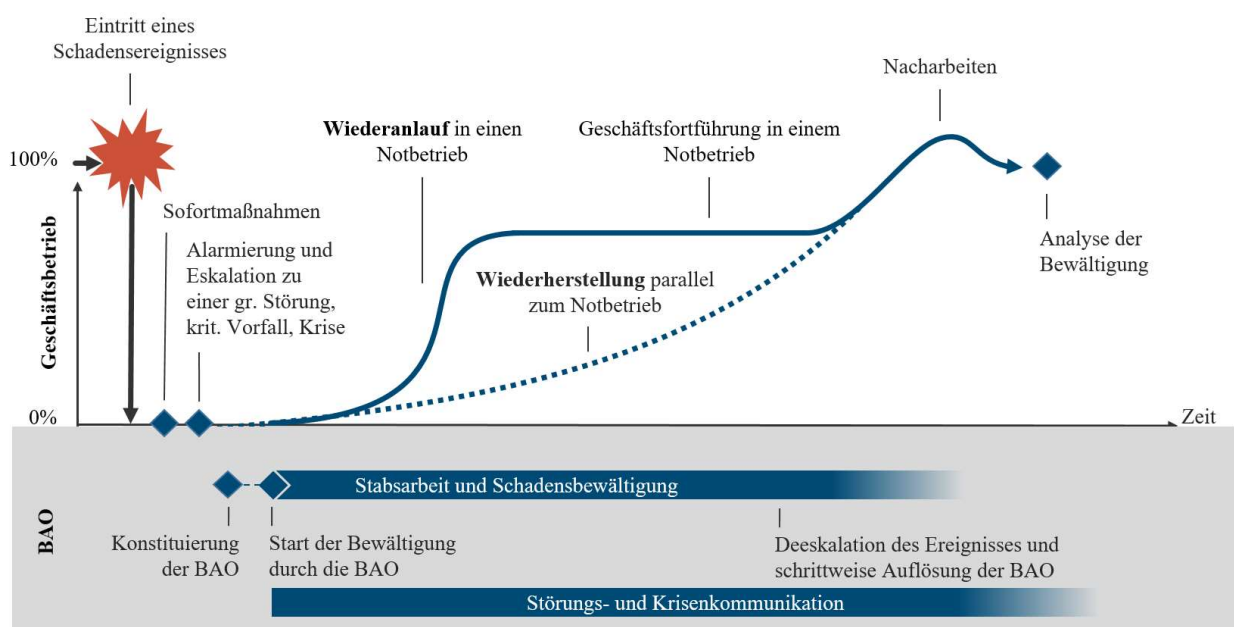 Eintritt eines
Schadensereignisses
Nacharbeiten
Wiederanlauf in einen
Notbetrieb
Geschäftsfortführung in einem
Notbetrieb
100%
Sofortmaßnahmen
Alarmierung und
Eskalation zu
einer gr. Störung,
krit. Vorfall, Krise
Geschäftsbetrieb
Wiederherstellung parallel
zum Notbetrieb
Analyse der
Bewältigung
0%
Zeit
BAO
Stabsarbeit und Schadensbewältigung
Konstituierung
der BAO
Start der Bewältigung
durch die BAO
Deeskalation des Ereignisses und
schrittweise Auflösung der BAO
Störungs- und Krisenkommunikation